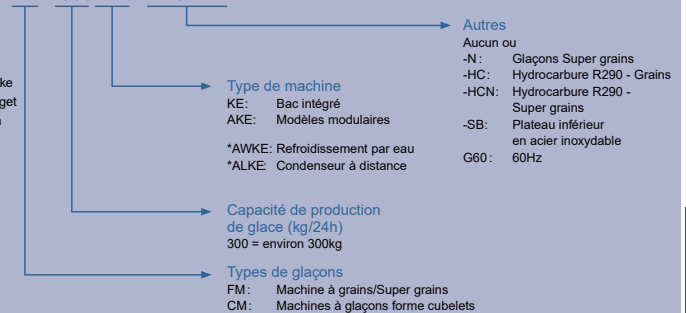 ke
get
Autres
Aucun ou
-N: Glaçons Super grains
-HC: Hydrocarbure R290 - Grains
-HCN: Hydrocarbure R290 -
Super grains
-SB: Plateau inférieur
en acier inoxydable
G60: 60Hz
Type de machine
KE: Bac intégré
AKE: Modèles modulaires
*AWKE: Refroidissement par eau
*ALKE: Condenseur à distance
Capacité de production
de glace (kg/24h)
300 = environ 300kg
Types de glaçons
FM: Machine à grains/Super grains
CM: Machines à glaçons forme cubelets